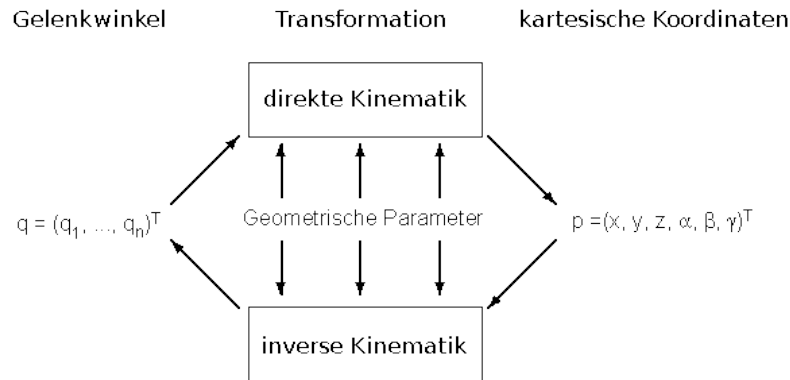 Gelenkwinkel
Transformation
kartesische Koordinaten
direkte Kinematik
q = (q₁, ..., qₙ)ᵀ
Geometrische Parameter
p =(x, y, z, α, β, γ)ᵀ
inverse Kinematik